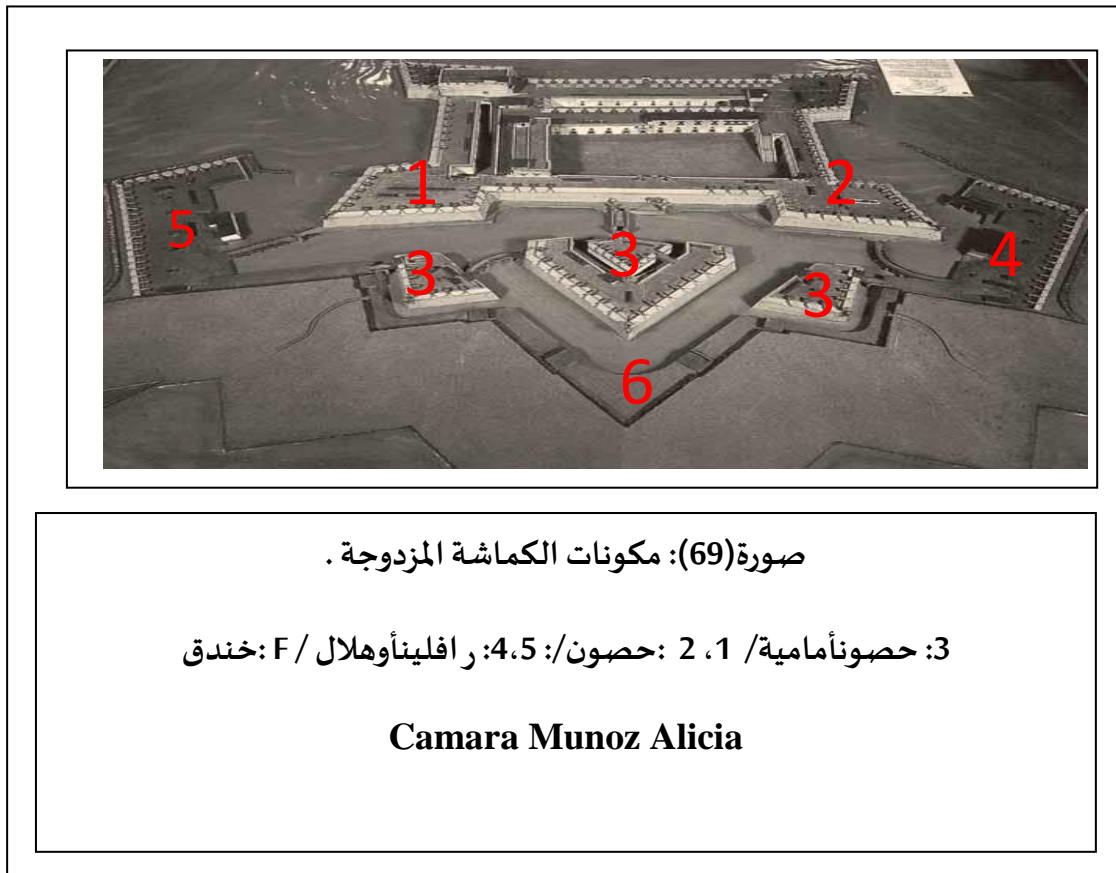 1
2
5
3
4
3
3
6
صورة(69): مكونات الكماشة المزدوجة .
3: حصونأمامية/ 1، 2 :حصون/: 4،5: رافلينأوهلال / F :خندق
Camara Munoz Alicia